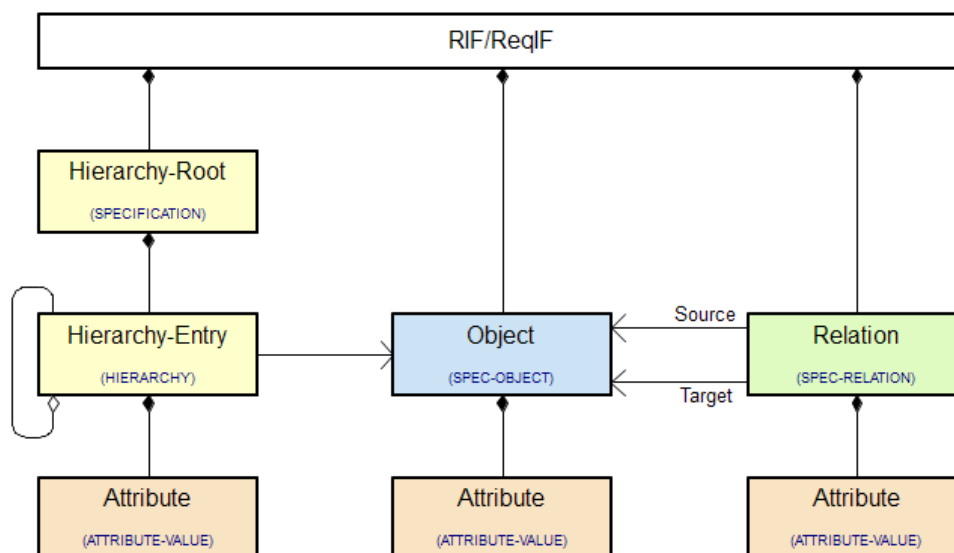 RIF/ReqIF
Hierarchy-Root
(SPECIFICATION)
Hierarchy-Entry
(HIERARCHY)
Object
(SPEC-OBJECT)
Source
Target
Relation
(SPEC-RELATION)
Attribute
(ATTRIBUTE-VALUE)
Attribute
(ATTRIBUTE-VALUE)
Attribute
(ATTRIBUTE-VALUE)